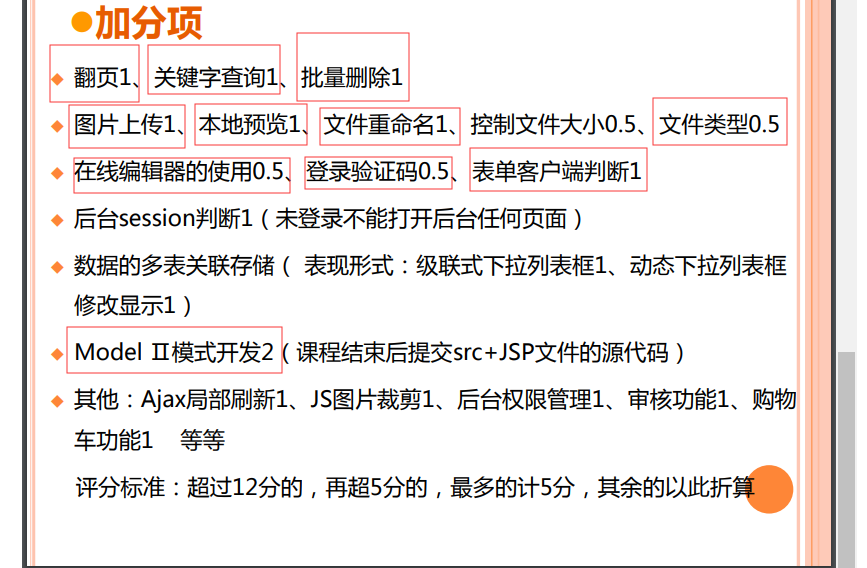 加分项
翻页1、关键字查询1、批量删除1
图片上传1、本地预览1、文件重命名1、控制文件大小0.5、文件类型0.5
在线编辑器的使用0.5、登录验证码0.5、表单客户端判断1
后台session判断1（未登录不能打开后台任何页面）
数据的多表关联存储（ 表现形式：级联式下拉列表框1、动态下拉列表框
修改显示1）
Model Ⅱ模式开发2（课程结束后提交src+JSP文件的源代码）
其他：Ajax局部刷新1、JS图片裁剪1、后台权限管理1、审核功能1、购物
车功能1 等等
评分标准：超过12分的，再超5分的，最多的计5分，其余的以此折算